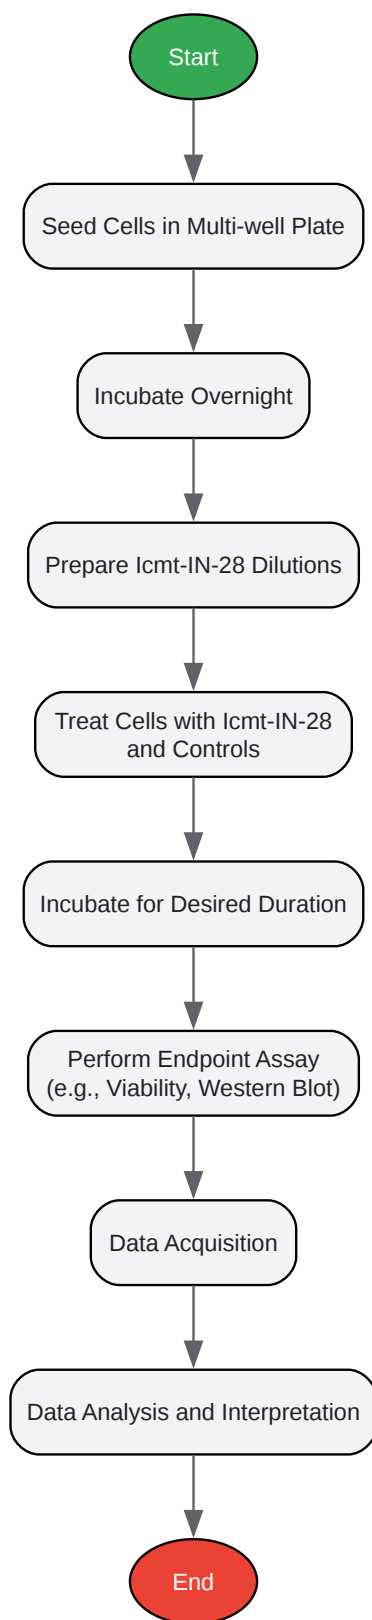 Start
Seed Cells in Multi-well Plate
Incubate Overnight
Prepare Icmt-IN-28 Dilutions
Treat Cells with Icmt-IN-28
and Controls
Incubate for Desired Duration
Perform Endpoint Assay
(e.g., Viability, Western Blot)
Data Acquisition
Data Analysis and Interpretation
End